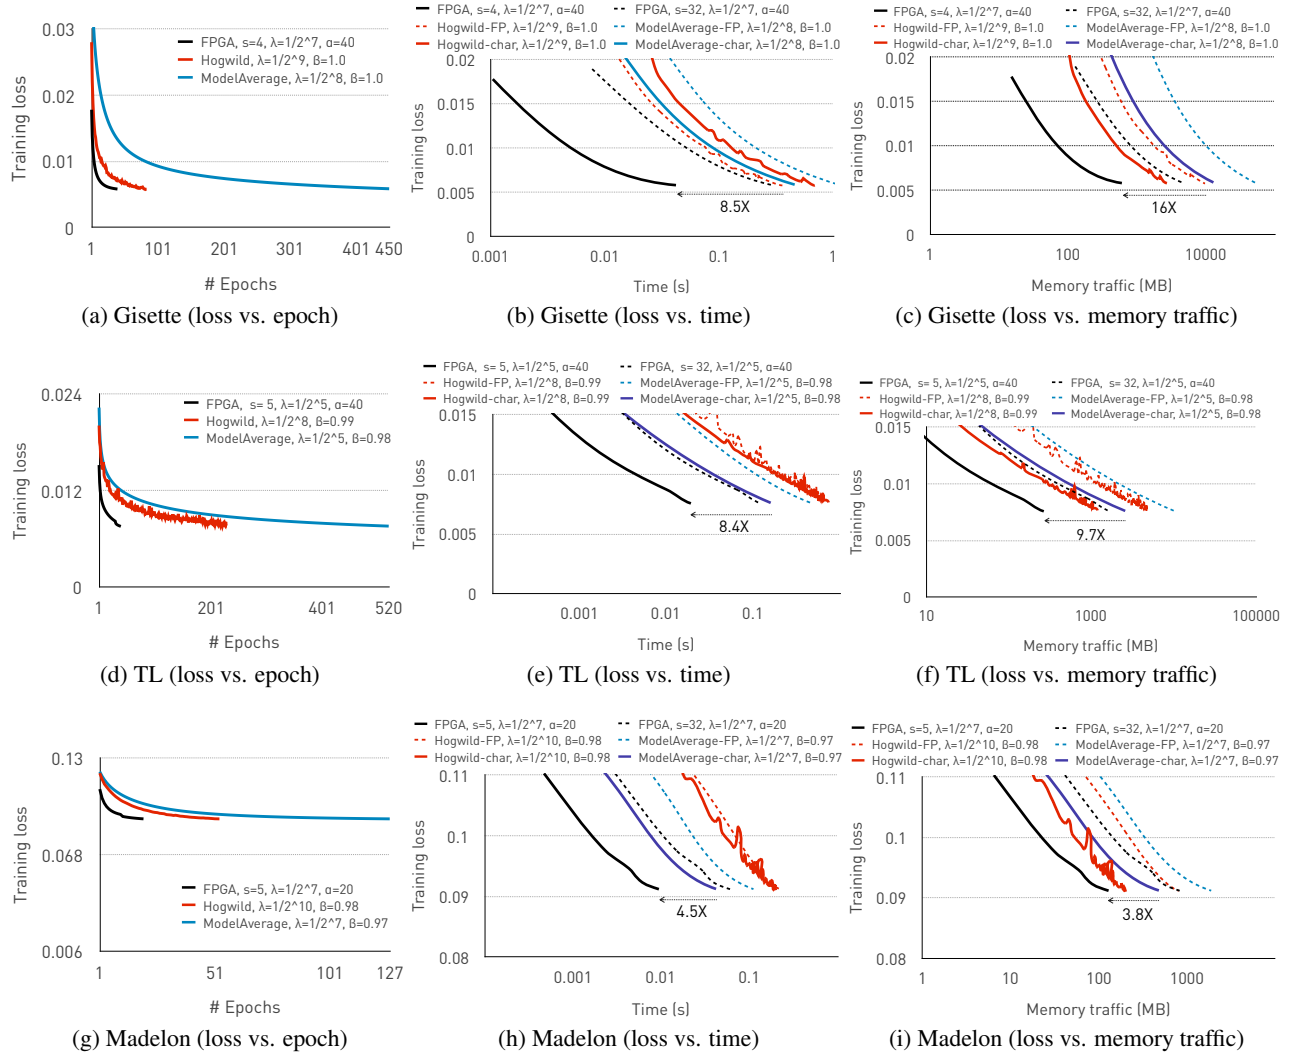 FPGA, s=4, λ=1/2^7, α=40
Hogwild, λ=1/2^9, β=1.0
ModelAverage, λ=1/2^8, β=1.0
Training loss
0.03
0.02
0.01
0
1 101 201 301 401 450
# Epochs
(a) Gisette (loss vs. epoch)
FPGA, s=4, λ=1/2^7, α=40
Hogwild-FP, λ=1/2^9, β=1.0
Hogwild-char, λ=1/2^9, β=1.0
FPGA, s=32, λ=1/2^7, α=40
ModelAverage-FP, λ=1/2^8, β=1.0
ModelAverage-char, λ=1/2^8, β=1.0
Training loss
0.02
0.015
0.01
0.005
0
8.5X
0.001 0.01 0.1 1
Time (s)
(b) Gisette (loss vs. time)
FPGA, s=4, λ=1/2^7, α=40
Hogwild-FP, λ=1/2^9, β=1.0
Hogwild-char, λ=1/2^9, β=1.0
FPGA, s=32, λ=1/2^7, α=40
ModelAverage-FP, λ=1/2^8, β=1.0
ModelAverage-char, λ=1/2^8, β=1.0
Training loss
0.02
0.015
0.01
0.005
0
16X
1 100 10000
Memory traffic (MB)
(c) Gisette (loss vs. memory traffic)
FPGA, s= 5, λ=1/2^5, α=40
Hogwild, λ=1/2^8, β=0.99
ModelAverage, λ=1/2^5, β=0.98
Training loss
0.024
0.012
0
1 201 401 520
# Epochs
(d) TL (loss vs. epoch)
FPGA, s= 5, λ=1/2^5, α=40
Hogwild-FP, λ=1/2^8, β=0.99
Hogwild-char, λ=1/2^8, β=0.99
FPGA, s= 32, λ=1/2^5, α=40
ModelAverage-FP, λ=1/2^5, β=0.98
ModelAverage-char, λ=1/2^5, β=0.98
Training loss
0.015
0.01
0.005
0
8.4X
0.001 0.01 0.1
Time (s)
(e) TL (loss vs. time)
FPGA, s= 5, λ=1/2^5, α=40
Hogwild-FP, λ=1/2^8, β=0.99
Hogwild-char, λ=1/2^8, β=0.99
FPGA, s= 32, λ=1/2^5, α=40
ModelAverage-FP, λ=1/2^5, β=0.98
ModelAverage-char, λ=1/2^5, β=0.98
Training loss
0.015
0.01
0.005
0
9.7X
10 1000 100000
Memory traffic (MB)
(f) TL (loss vs. memory traffic)
Training loss
0.13
0.068
0.006
FPGA, s=5, λ=1/2^7, α=20
Hogwild, λ=1/2^10, β=0.98
ModelAverage, λ=1/2^7, β=0.97
1 51 101 127
# Epochs
(g) Madelon (loss vs. epoch)
FPGA, s=5, λ=1/2^7, α=20
Hogwild-FP, λ=1/2^10, β=0.98
Hogwild-char, λ=1/2^10, β=0.98
FPGA, s=32, λ=1/2^7, α=20
ModelAverage-FP, λ=1/2^7, β=0.97
ModelAverage-char, λ=1/2^7, β=0.97
Training loss
0.11
0.1
0.09
0.08
4.5X
0.001 0.01 0.1
Time (s)
(h) Madelon (loss vs. time)
FPGA, s=5, λ=1/2^7, α=20
Hogwild-FP, λ=1/2^10, β=0.98
Hogwild-char, λ=1/2^10, β=0.98
FPGA, s=32, λ=1/2^7, α=20
ModelAverage-FP, λ=1/2^7, β=0.97
ModelAverage-char, λ=1/2^7, β=0.97
Training loss
0.11
0.1
0.09
0.08
3.8X
1 10 100 1000
Memory traffic (MB)
(i) Madelon (loss vs. memory traffic)